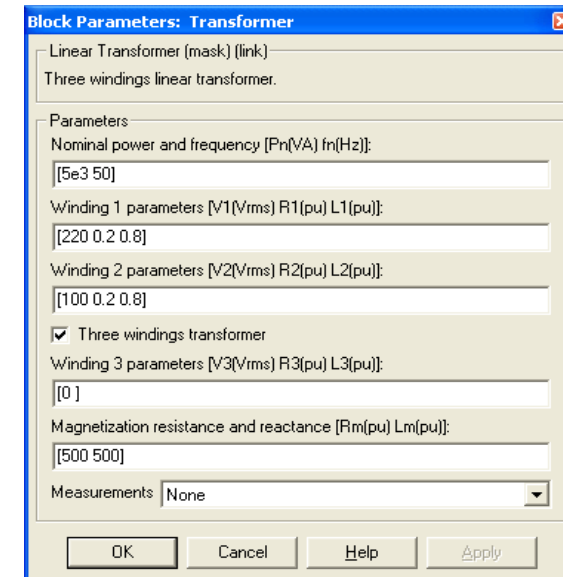 Block Parameters: Transformer
Linear Transformer (mask) (link)
Three windings linear transformer.
Parameters
Nominal power and frequency [Pn(VA) fn(Hz)]:
[5e3 50]
Winding 1 parameters [V1(Vrms) R1(pu) L1(pu)]:
[220 0.2 0.8]
Winding 2 parameters [V2(Vrms) R2(pu) L2(pu)]:
[100 0.2 0.8]
Three windings transformer
Winding 3 parameters [V3(Vrms) R3(pu) L3(pu)]:
[0 ]
Magnetization resistance and reactance [Rm(pu) Lm(pu)]:
[500 500]
Measurements None
OK Cancel Help Apply